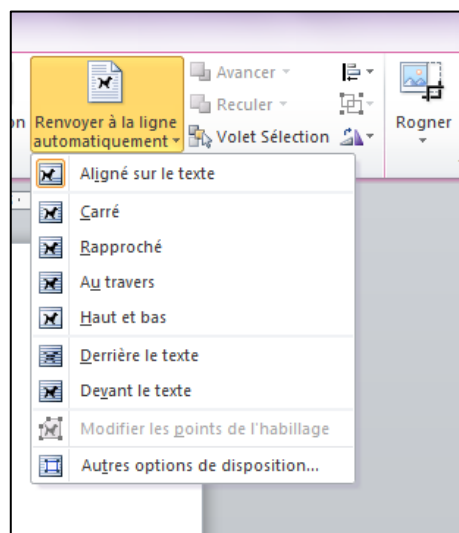 Avancer
Reculer
on Renvoyer à la ligne
automatiquement
Volet Sélection
Rogner
Aligné sur le texte
Carré
Rapproché
Au travers
Haut et bas
Derrière le texte
Devant le texte
Modifier les points de l'habillage
Autres options de disposition...